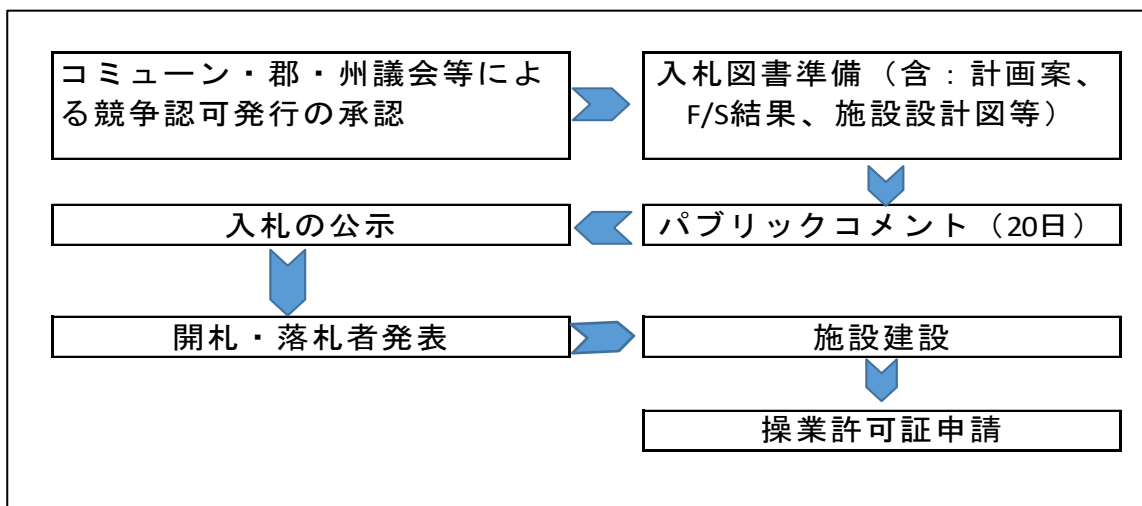 コミューン・郡・州議会等によ
る競争認可発行の承認
入札図書準備（含：計画案、
F/S結果、施設設計図等）
パブリックコメント（20日）
入札の公示
開札・落札者発表
施設建設
操業許可証申請